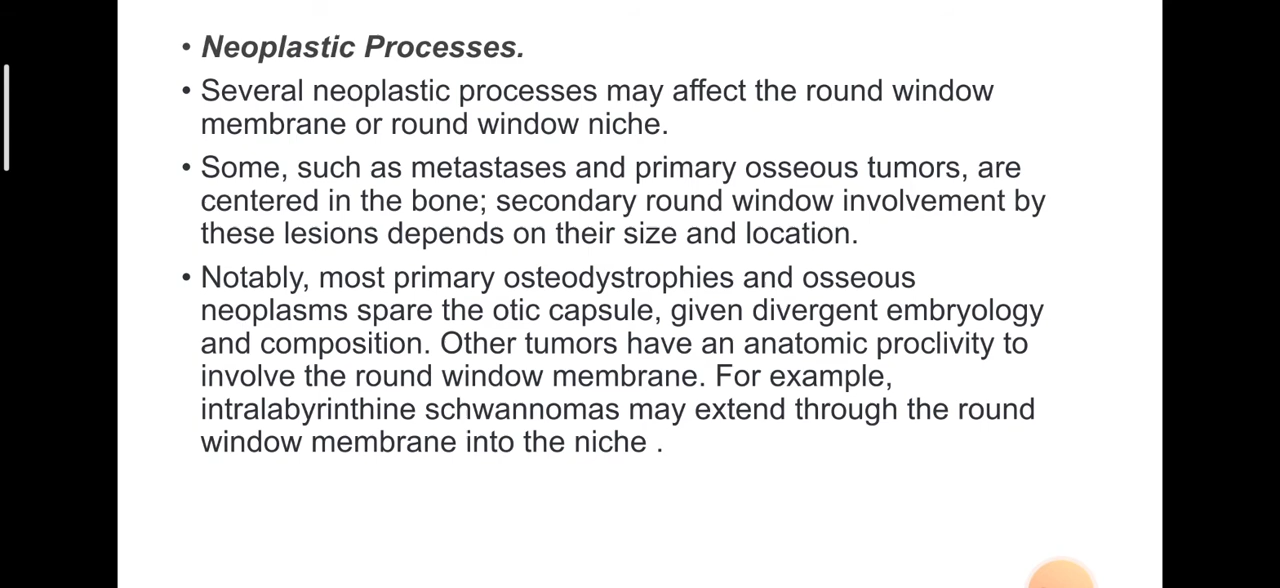 • Neoplastic Processes.
• Several neoplastic processes may affect the round window
membrane or round window niche.
• Some, such as metastases and primary osseous tumors, are
centered in the bone; secondary round window involvement by
these lesions depends on their size and location.
• Notably, most primary osteodystrophies and osseous
neoplasms spare the otic capsule, given divergent embryology
and composition. Other tumors have an anatomic proclivity to
involve the round window membrane. For example,
intralabyrinthine schwannomas may extend through the round
window membrane into the niche .